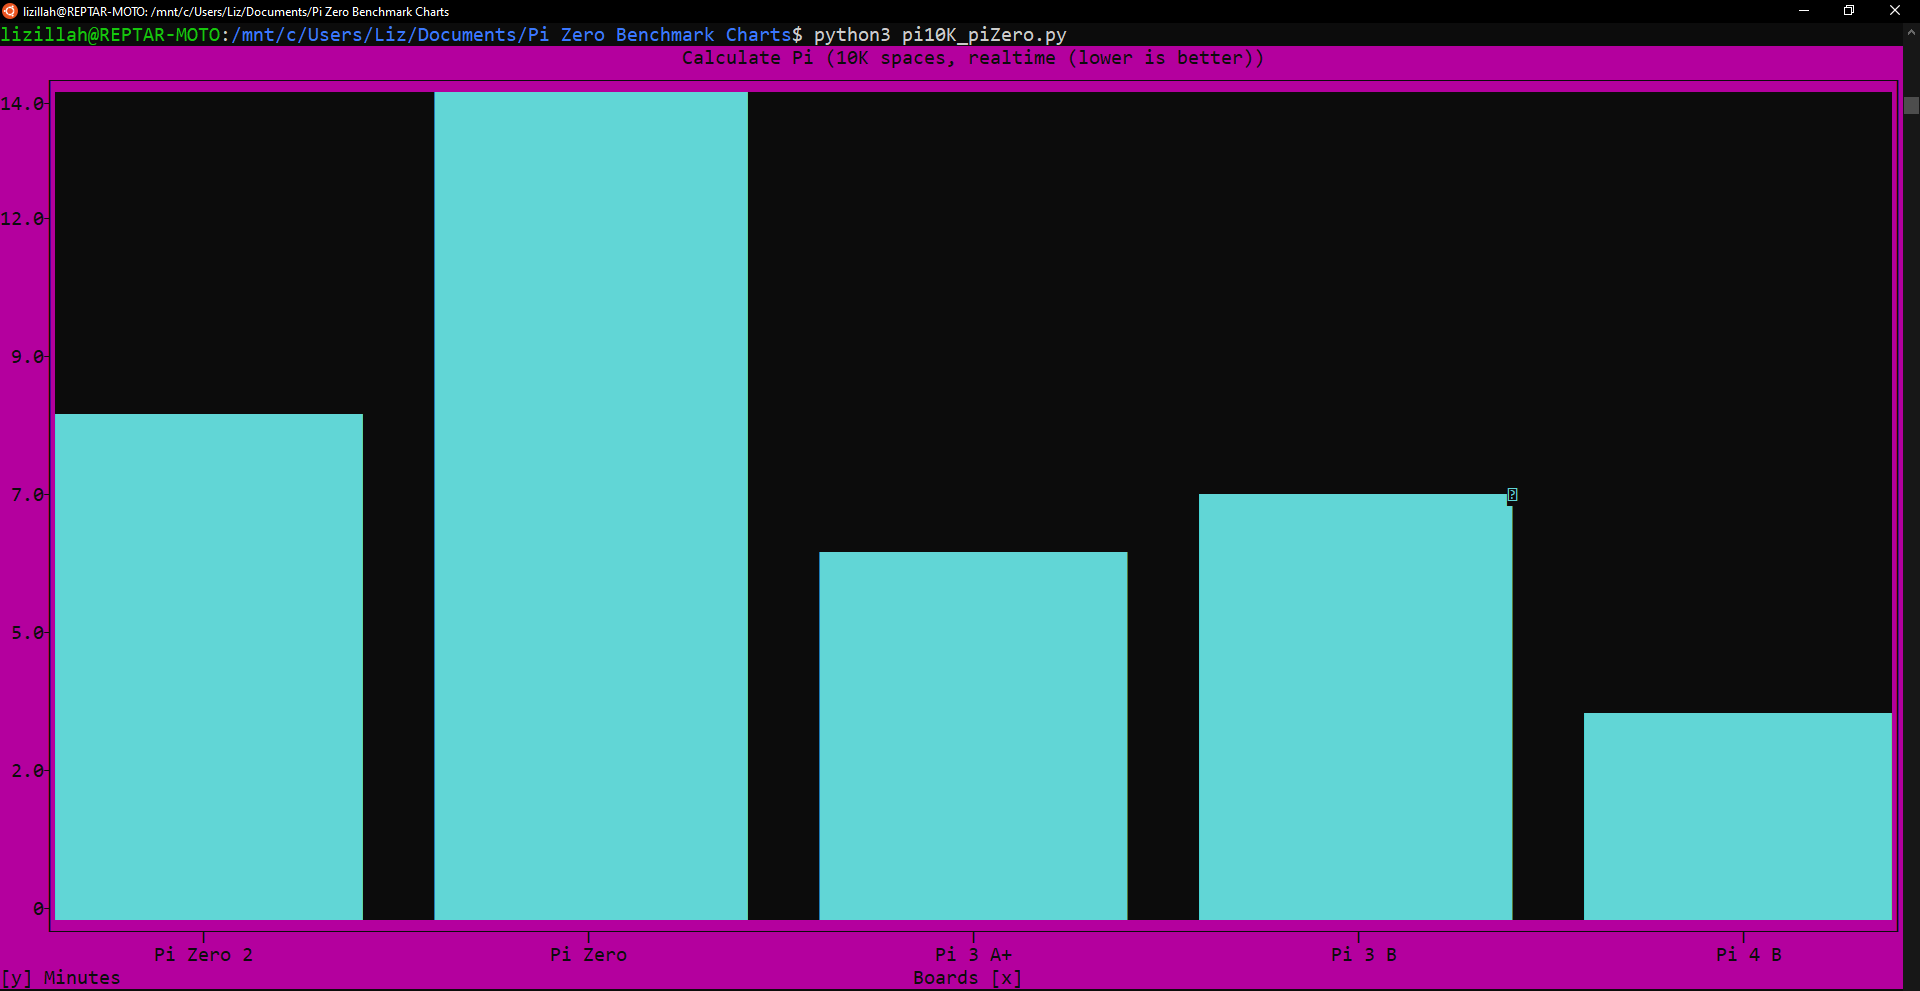 lizillah@REPTAR-MOTO: /mnt/c/Users/Liz/Documents/Pi Zero Benchmark Charts
lizillah@REPTAR-MOTO:/mnt/c/Users/Liz/Documents/Pi Zero Benchmark Charts$ python3 pi10K_piZero.py
Calculate Pi (10K spaces, realtime (lower is better))
14.0
12.0
9.0
7.0
5.0
2.0
0
Pi Zero 2 Pi Zero Pi 3 A+ Pi 3 B Pi 4 B
[y] Minutes Boards [x]